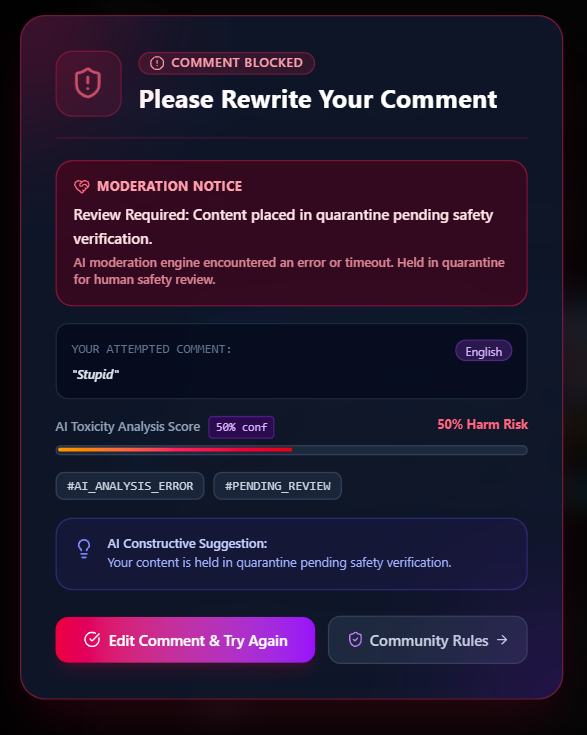 COMMENT BLOCKED
Please Rewrite Your Comment
MODERATION NOTICE
Review Required: Content placed in quarantine pending safety
verification.
AI moderation engine encountered an error or timeout. Held in quarantine
for human safety review.
YOUR ATTEMPTED COMMENT:
English
"Stupid"
AI Toxicity Analysis Score 50% conf 50% Harm Risk
#AI_ANALYSIS_ERROR #PENDING_REVIEW
AI Constructive Suggestion:
Your content is held in quarantine pending safety verification.
Edit Comment & Try Again Community Rules →